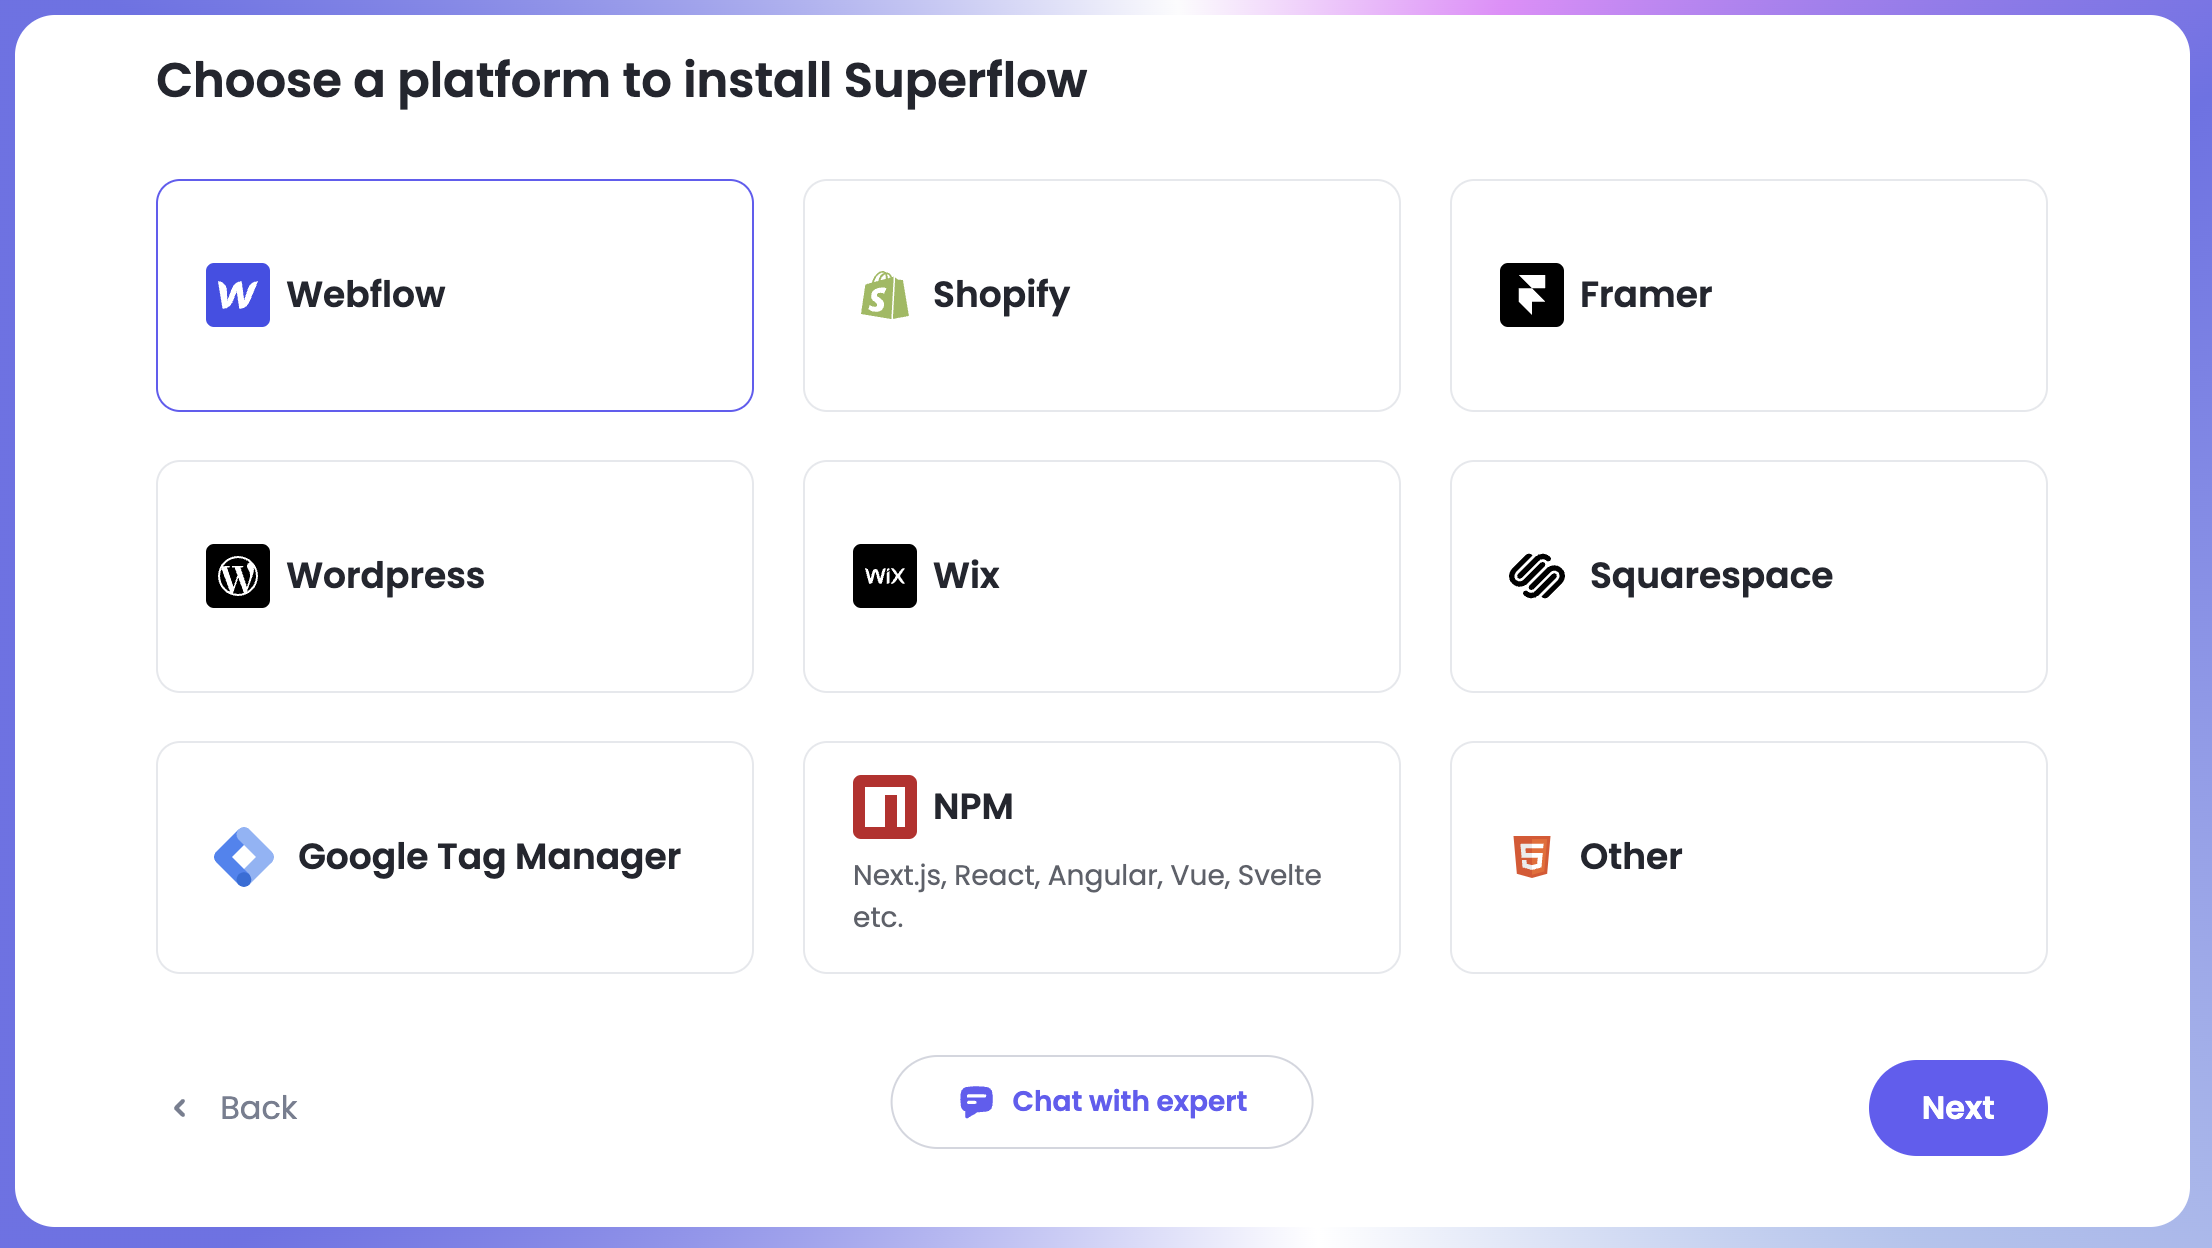 Choose a platform to install Superflow
Webflow
Shopify
Framer
Wordpress
WiX
Wix
Squarespace
Google Tag Manager
NPM
Next.js, React, Angular, Vue, Svelte
etc.
5
Other
Back
Chat with expert
Next